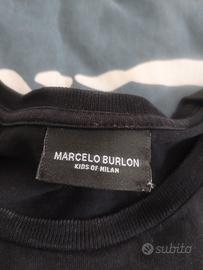 MARCELO BURLON
KIDS OF MILAN
subito